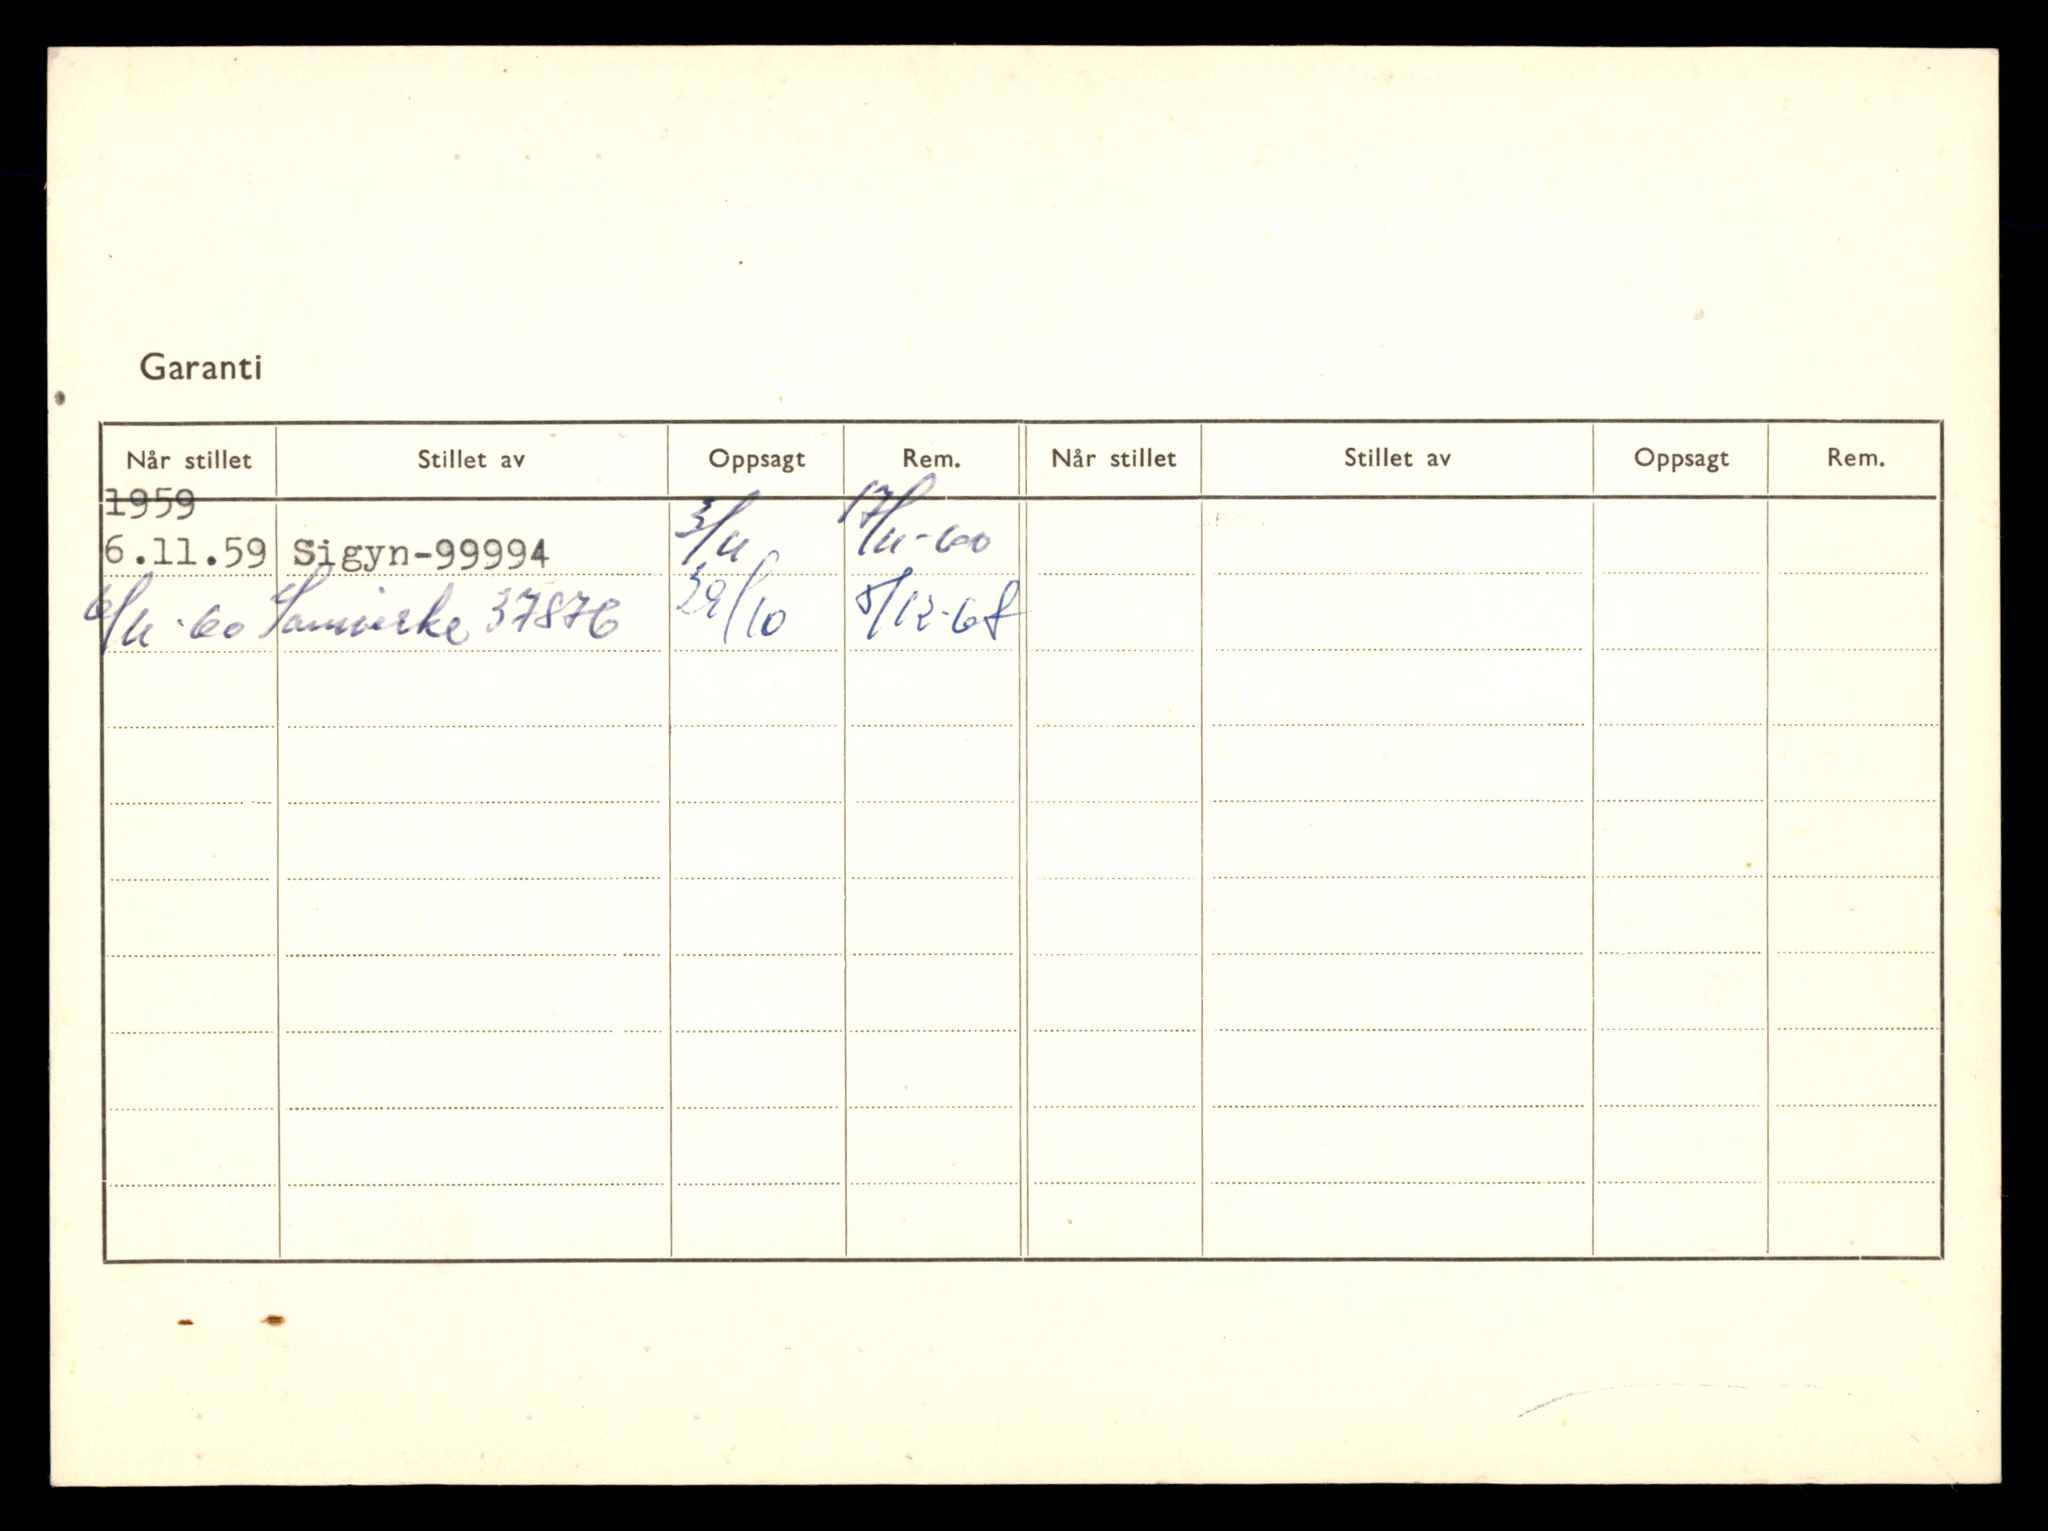 Garanti
Når stillet Stillet av Oppsagt Rem. Når stillet Stillet av Oppsagt Rem.
1959
6.11.59 Sigyn-99994 3/11 17/11-60
6/11-60 Samvirke 37876 29/10 5/12-68